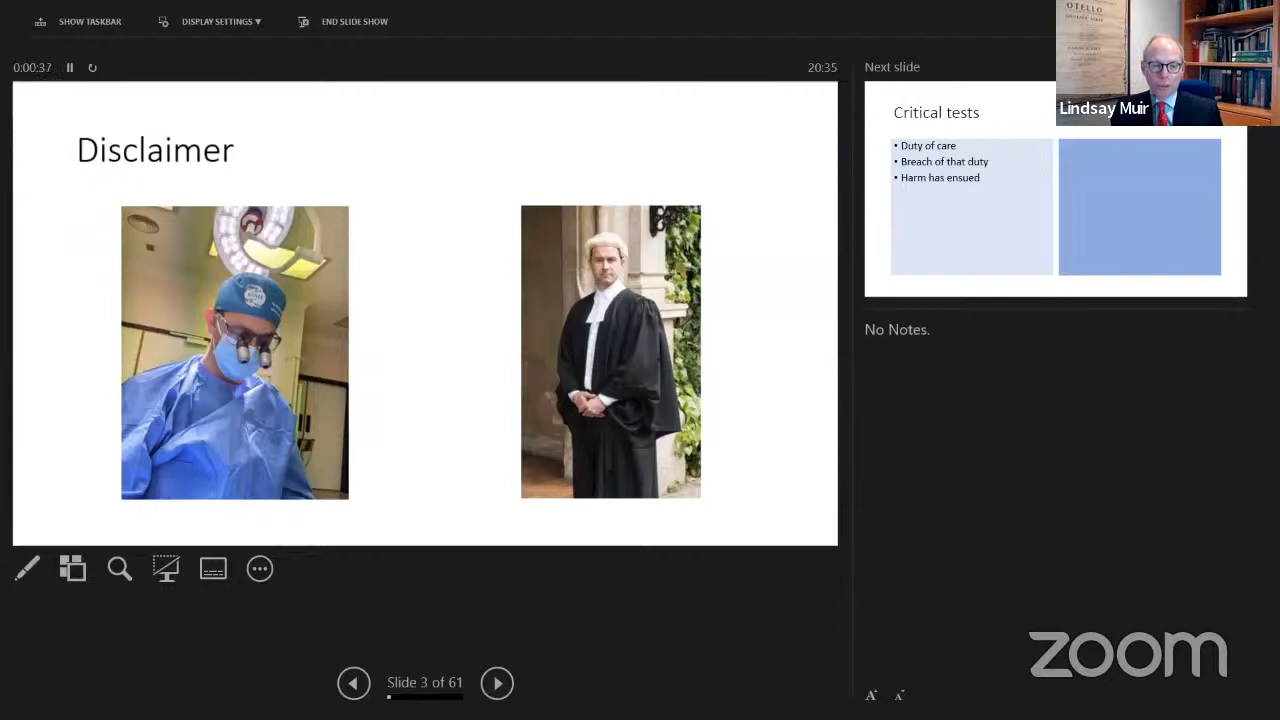 SHOW TASKBAR
DISPLAY SETTINGS ▼
END SLIDE SHOW
0:00:37
20:35
Disclaimer
Next slide
Critical tests
• Duty of care
• Breach of that duty
• Harm has ensued
OTELLO
Lindsay Muir
No Notes.
Slide 3 of 61
A
A
zoom